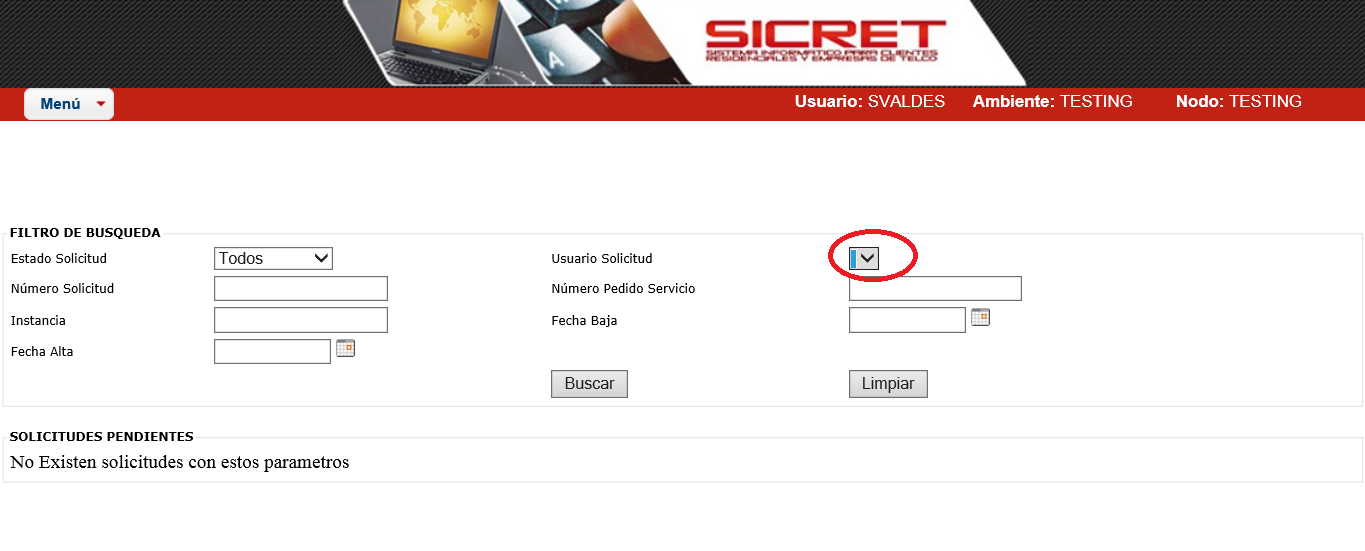 SICRET
SISTEMA INFORMATICO PARA CLIENTES
RESIDENCIALES Y EMPRESAS DE TELCO
Menú Usuario: SVALDES Ambiente: TESTING Nodo: TESTING
FILTRO DE BUSQUEDA
Estado Solicitud Todos Usuario Solicitud
Número Solicitud Número Pedido Servicio
Instancia Fecha Baja
Fecha Alta
Buscar Limpiar
SOLICITUDES PENDIENTES
No Existen solicitudes con estos parametros